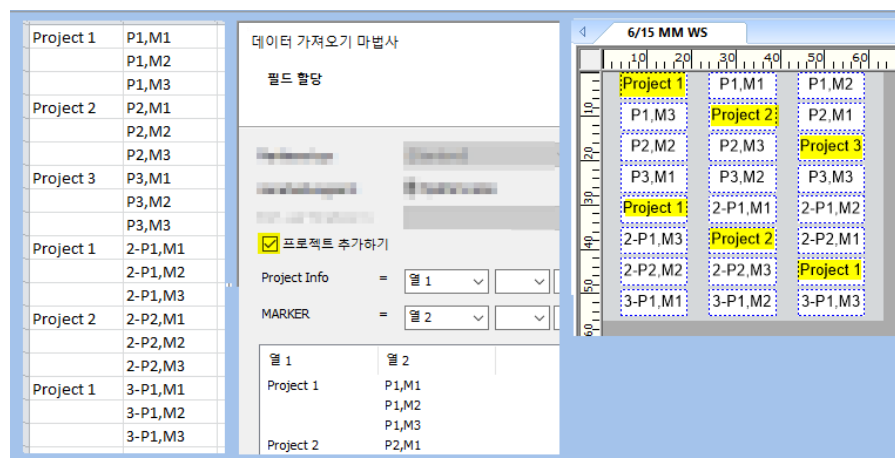 Project 1 P1,M1
P1,M2
P1,M3
Project 2 P2,M1
P2,M2
P2,M3
Project 3 P3,M1
P3,M2
P3,M3
Project 1 2-P1,M1
2-P1,M2
2-P1,M3
Project 2 2-P2,M1
2-P2,M2
2-P2,M3
Project 1 3-P1,M1
3-P1,M2
3-P1,M3
데이터 가져오기 마법사
필드 할당
프로젝트 추가하기
Project Info = 열 1
MARKER = 열 2
열 1 열 2
Project 1 P1,M1
P1,M2
P1,M3
Project 2 P2,M1
6/15 MM WS
10 20 30 40 50 60
Project 1 P1,M1 P1,M2
10
P1,M3 Project 2 P2,M1
20
P2,M2 P2,M3 Project 3
P3,M1 P3,M2 P3,M3
30
Project 1 2-P1,M1 2-P1,M2
40
2-P1,M3 Project 2 2-P2,M1
2-P2,M2 2-P2,M3 Project 1
50
3-P1,M1 3-P1,M2 3-P1,M3
60